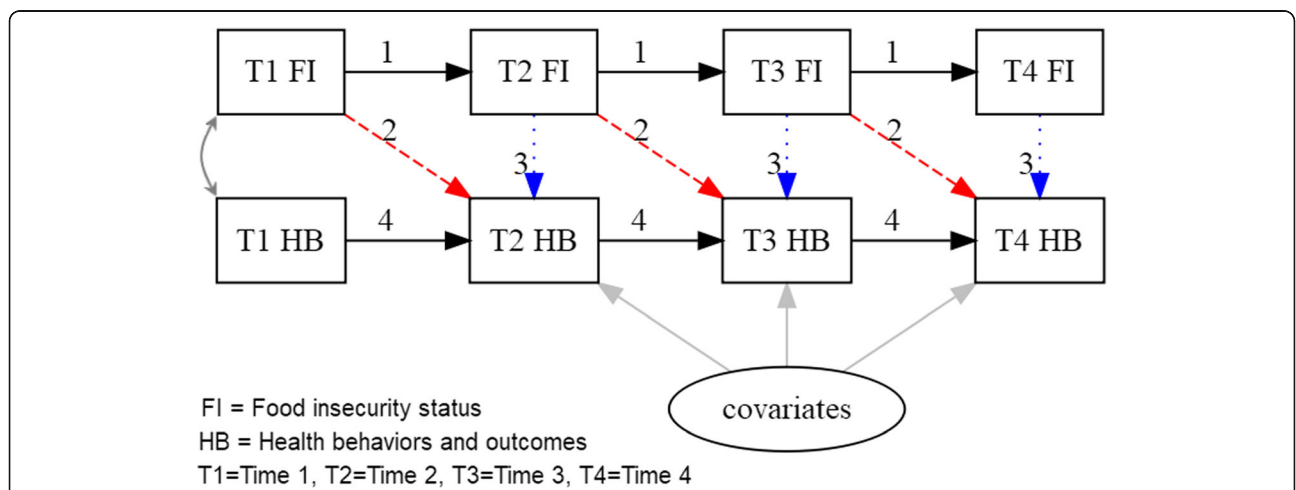 1 1 1
T1 FI T2 FI T3 FI T4 FI
2 2 2
3 3 3
4 4 4
T1 HB T2 HB T3 HB T4 HB
covariates
FI = Food insecurity status
HB = Health behaviors and outcomes
T1=Time 1, T2=Time 2, T3=Time 3, T4=Time 4